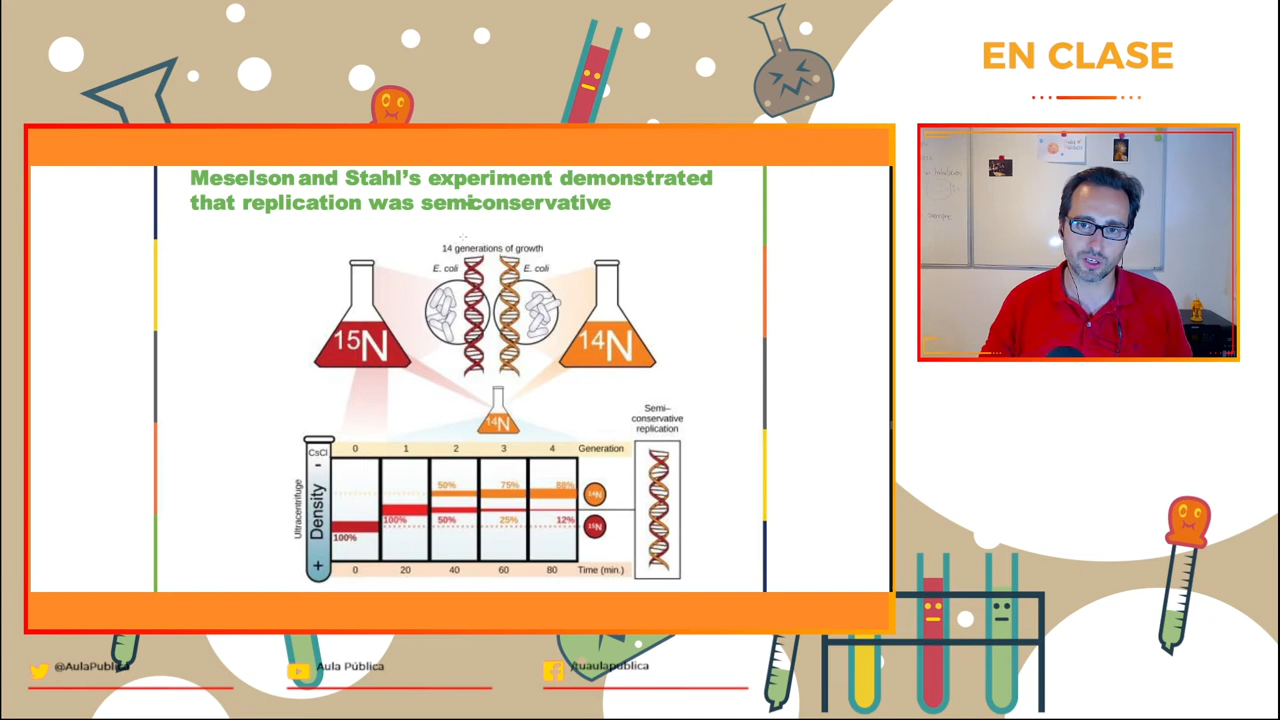 EN CLASE
Meselson and Stahl's experiment demonstrated
that replication was semiconservative
14 generations of growth
E. coli
E. coli
15N
14N
14N
Semi–
conservative
replication
CsCl
0 1 2 3 4 Generation
-
Ultracentrifuge
Density
+
50% 75% 88%
14N
100% 50% 25% 12%
15N
100%
0 20 40 60 80 Time (min.)
@AulaPublica
Aula Pública
/tuaulapublica